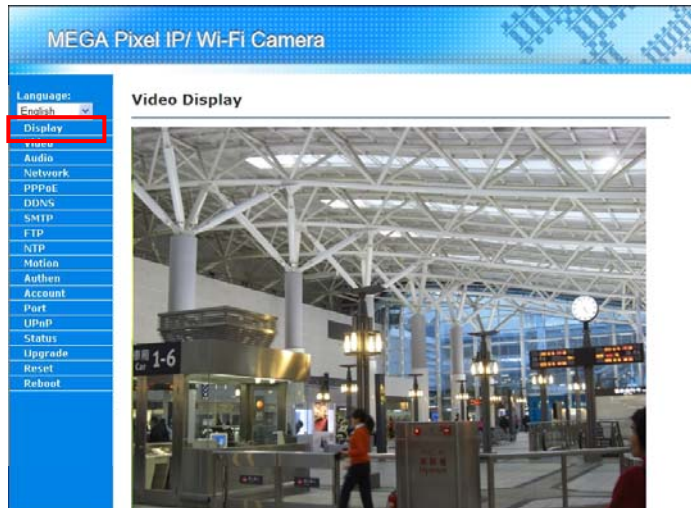 MEGA Pixel IP/ Wi-Fi Camera
Language:
English
Video Display
Display
Video
Audio
Network
PPPoE
DDNS
SMTP
FTP
NTP
Motion
Authen
Account
Port
UPnP
Status
Upgrade
Reset
Reboot
Car 1-6